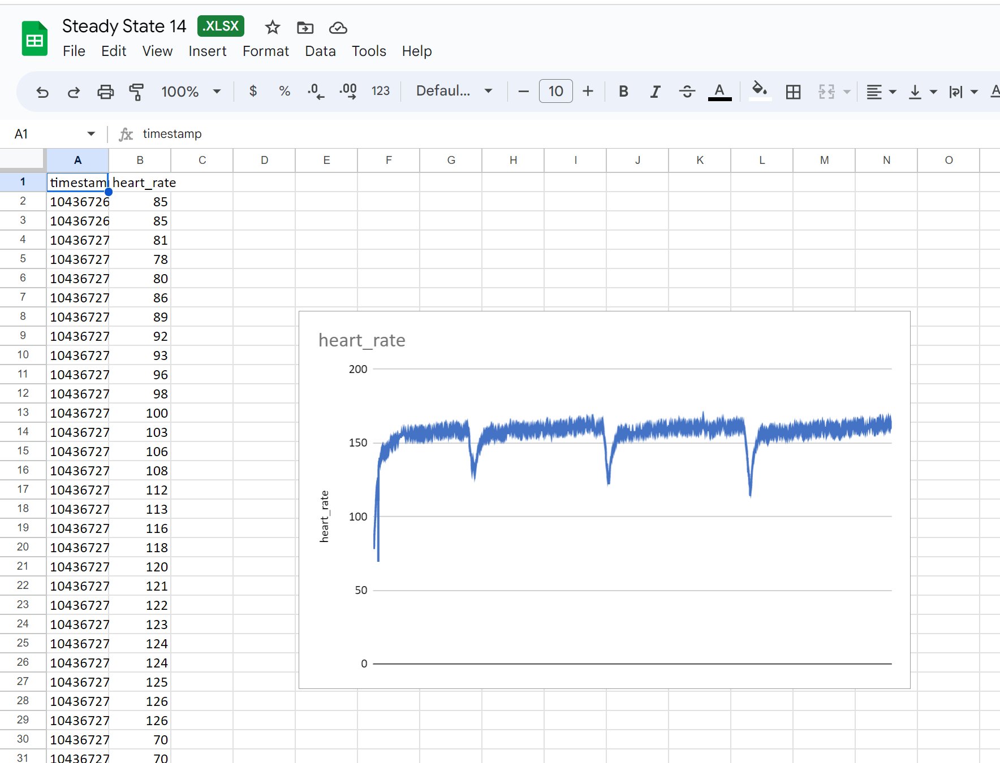 Steady State 14 .XLSX
File Edit View Insert Format Data Tools Help
100% $ % .0 .00 123 Defaul... − 10 + B I S A
A1 fx timestamp
A B C D E F G H I J K L M N O
1 timestam heart_rate
2 10436726 85
3 10436726 85
4 10436727 81
5 10436727 78
6 10436727 80
7 10436727 86
8 10436727 89
9 10436727 92
10 10436727 93
11 10436727 96
12 10436727 98
13 10436727 100
14 10436727 103
15 10436727 106
16 10436727 108
17 10436727 112
18 10436727 113
19 10436727 116
20 10436727 118
21 10436727 120
22 10436727 121
23 10436727 122
24 10436727 123
25 10436727 124
26 10436727 124
27 10436727 125
28 10436727 126
29 10436727 126
30 10436727 70
31 10436727 70
heart_rate
200
150
100
50
0
heart_rate